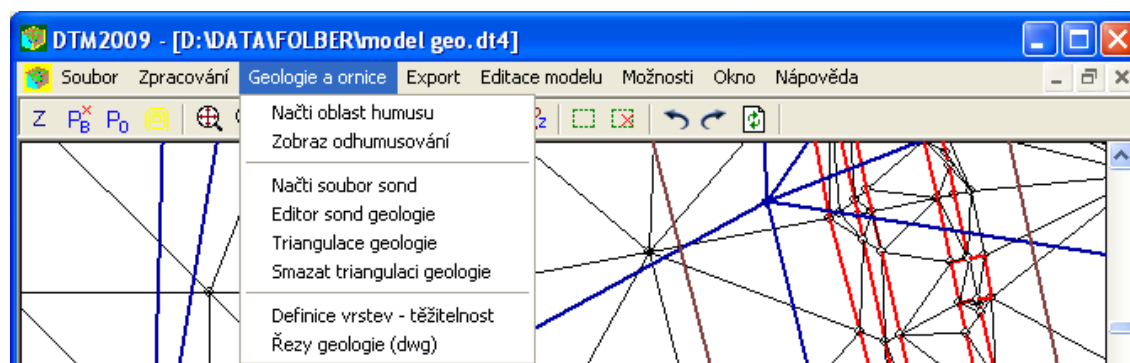 DTM2009 - [D:\DATA\FOLBER\model geo.dt4]
Soubor Zpracování Geologie a ornice Export Editace modelu Možnosti Okno Nápověda
Z P B P O Z
Načti oblast humusu
Zobraz odhumusování
Načti soubor sond
Editor sond geologie
Triangulace geologie
Smazat triangulaci geologie
Definice vrstev - těžitelnost
Řezy geologie (dwg)